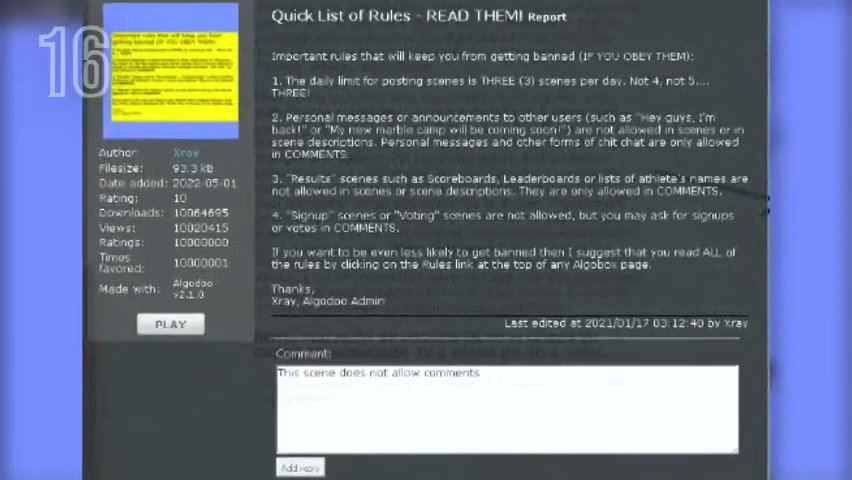 16
Quick List of Rules - READ THEM! Report
Important rules that will keep you from getting banned (IF YOU OBEY THEM):
1. The daily limit for posting scenes is THREE (3) scenes per day. Not 4, not 5....
THREE!
2. Personal messages or announcements to other users (such as "Hey guys, I'm
back!" or "My new marble camp will be coming soon!") are not allowed in scenes or in
scene descriptions. Personal messages and other forms of chit chat are only allowed
in COMMENTS.
3. "Results" scenes such as Scoreboards, Leaderboards or lists of athlete's names are
not allowed in scenes or scene descriptions. They are only allowed in COMMENTS.
4. "Signup" scenes or "Voting" scenes are not allowed, but you may ask for signups
or votes in COMMENTS.
If you want to be even less likely to get banned then I suggest that you read ALL of
the rules by clicking on the Rules link at the top of any Algobox page.
Thanks,
Xray, Algodoo Admin
Last edited at 2021/01/17 03:12:40 by Xray
Author: Xray
Filesize: 93.3 kB
Date added: 2022-05-01
Rating: 10
Downloads: 10064695
Views: 10020415
Ratings: 10000000
Times
favored: 10000001
Made with: Algodoo
v2.1.0
PLAY
Comment:
This scene does not allow comments
Add reply